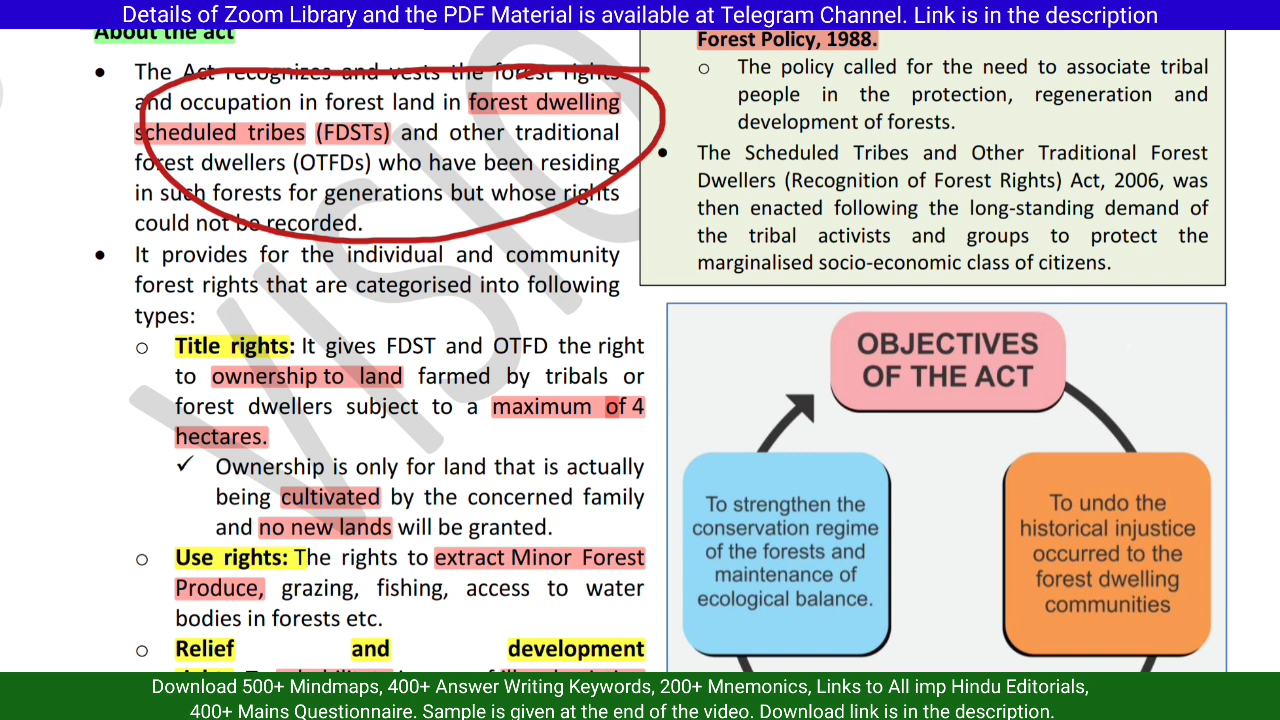 Details of Zoom Library and the PDF Material is available at Telegram Channel. Link is in the description
About the act
• The Act recognizes and vests the forest rights
and occupation in forest land in forest dwelling
scheduled tribes (FDSTs) and other traditional
forest dwellers (OTFDs) who have been residing
in such forests for generations but whose rights
could not be recorded.
• It provides for the individual and community
forest rights that are categorised into following
types:
o Title rights: It gives FDST and OTFD the right
to ownership to land farmed by tribals or
forest dwellers subject to a maximum of 4
hectares.
✓ Ownership is only for land that is actually
being cultivated by the concerned family
and no new lands will be granted.
o Use rights: The rights to extract Minor Forest
Produce, grazing, fishing, access to water
bodies in forests etc.
o Relief and development
Forest Policy, 1988.
o The policy called for the need to associate tribal
people in the protection, regeneration and
development of forests.
• The Scheduled Tribes and Other Traditional Forest
Dwellers (Recognition of Forest Rights) Act, 2006, was
then enacted following the long-standing demand of
the tribal activists and groups to protect the
marginalised socio-economic class of citizens.
OBJECTIVES
OF THE ACT
To strengthen the
conservation regime
of the forests and
maintenance of
ecological balance.
To undo the
historical injustice
occurred to the
forest dwelling
communities
VISIO
Download 500+ Mindmaps, 400+ Answer Writing Keywords, 200+ Mnemonics, Links to All imp Hindu Editorials,
400+ Mains Questionnaire. Sample is given at the end of the video. Download link is in the description.